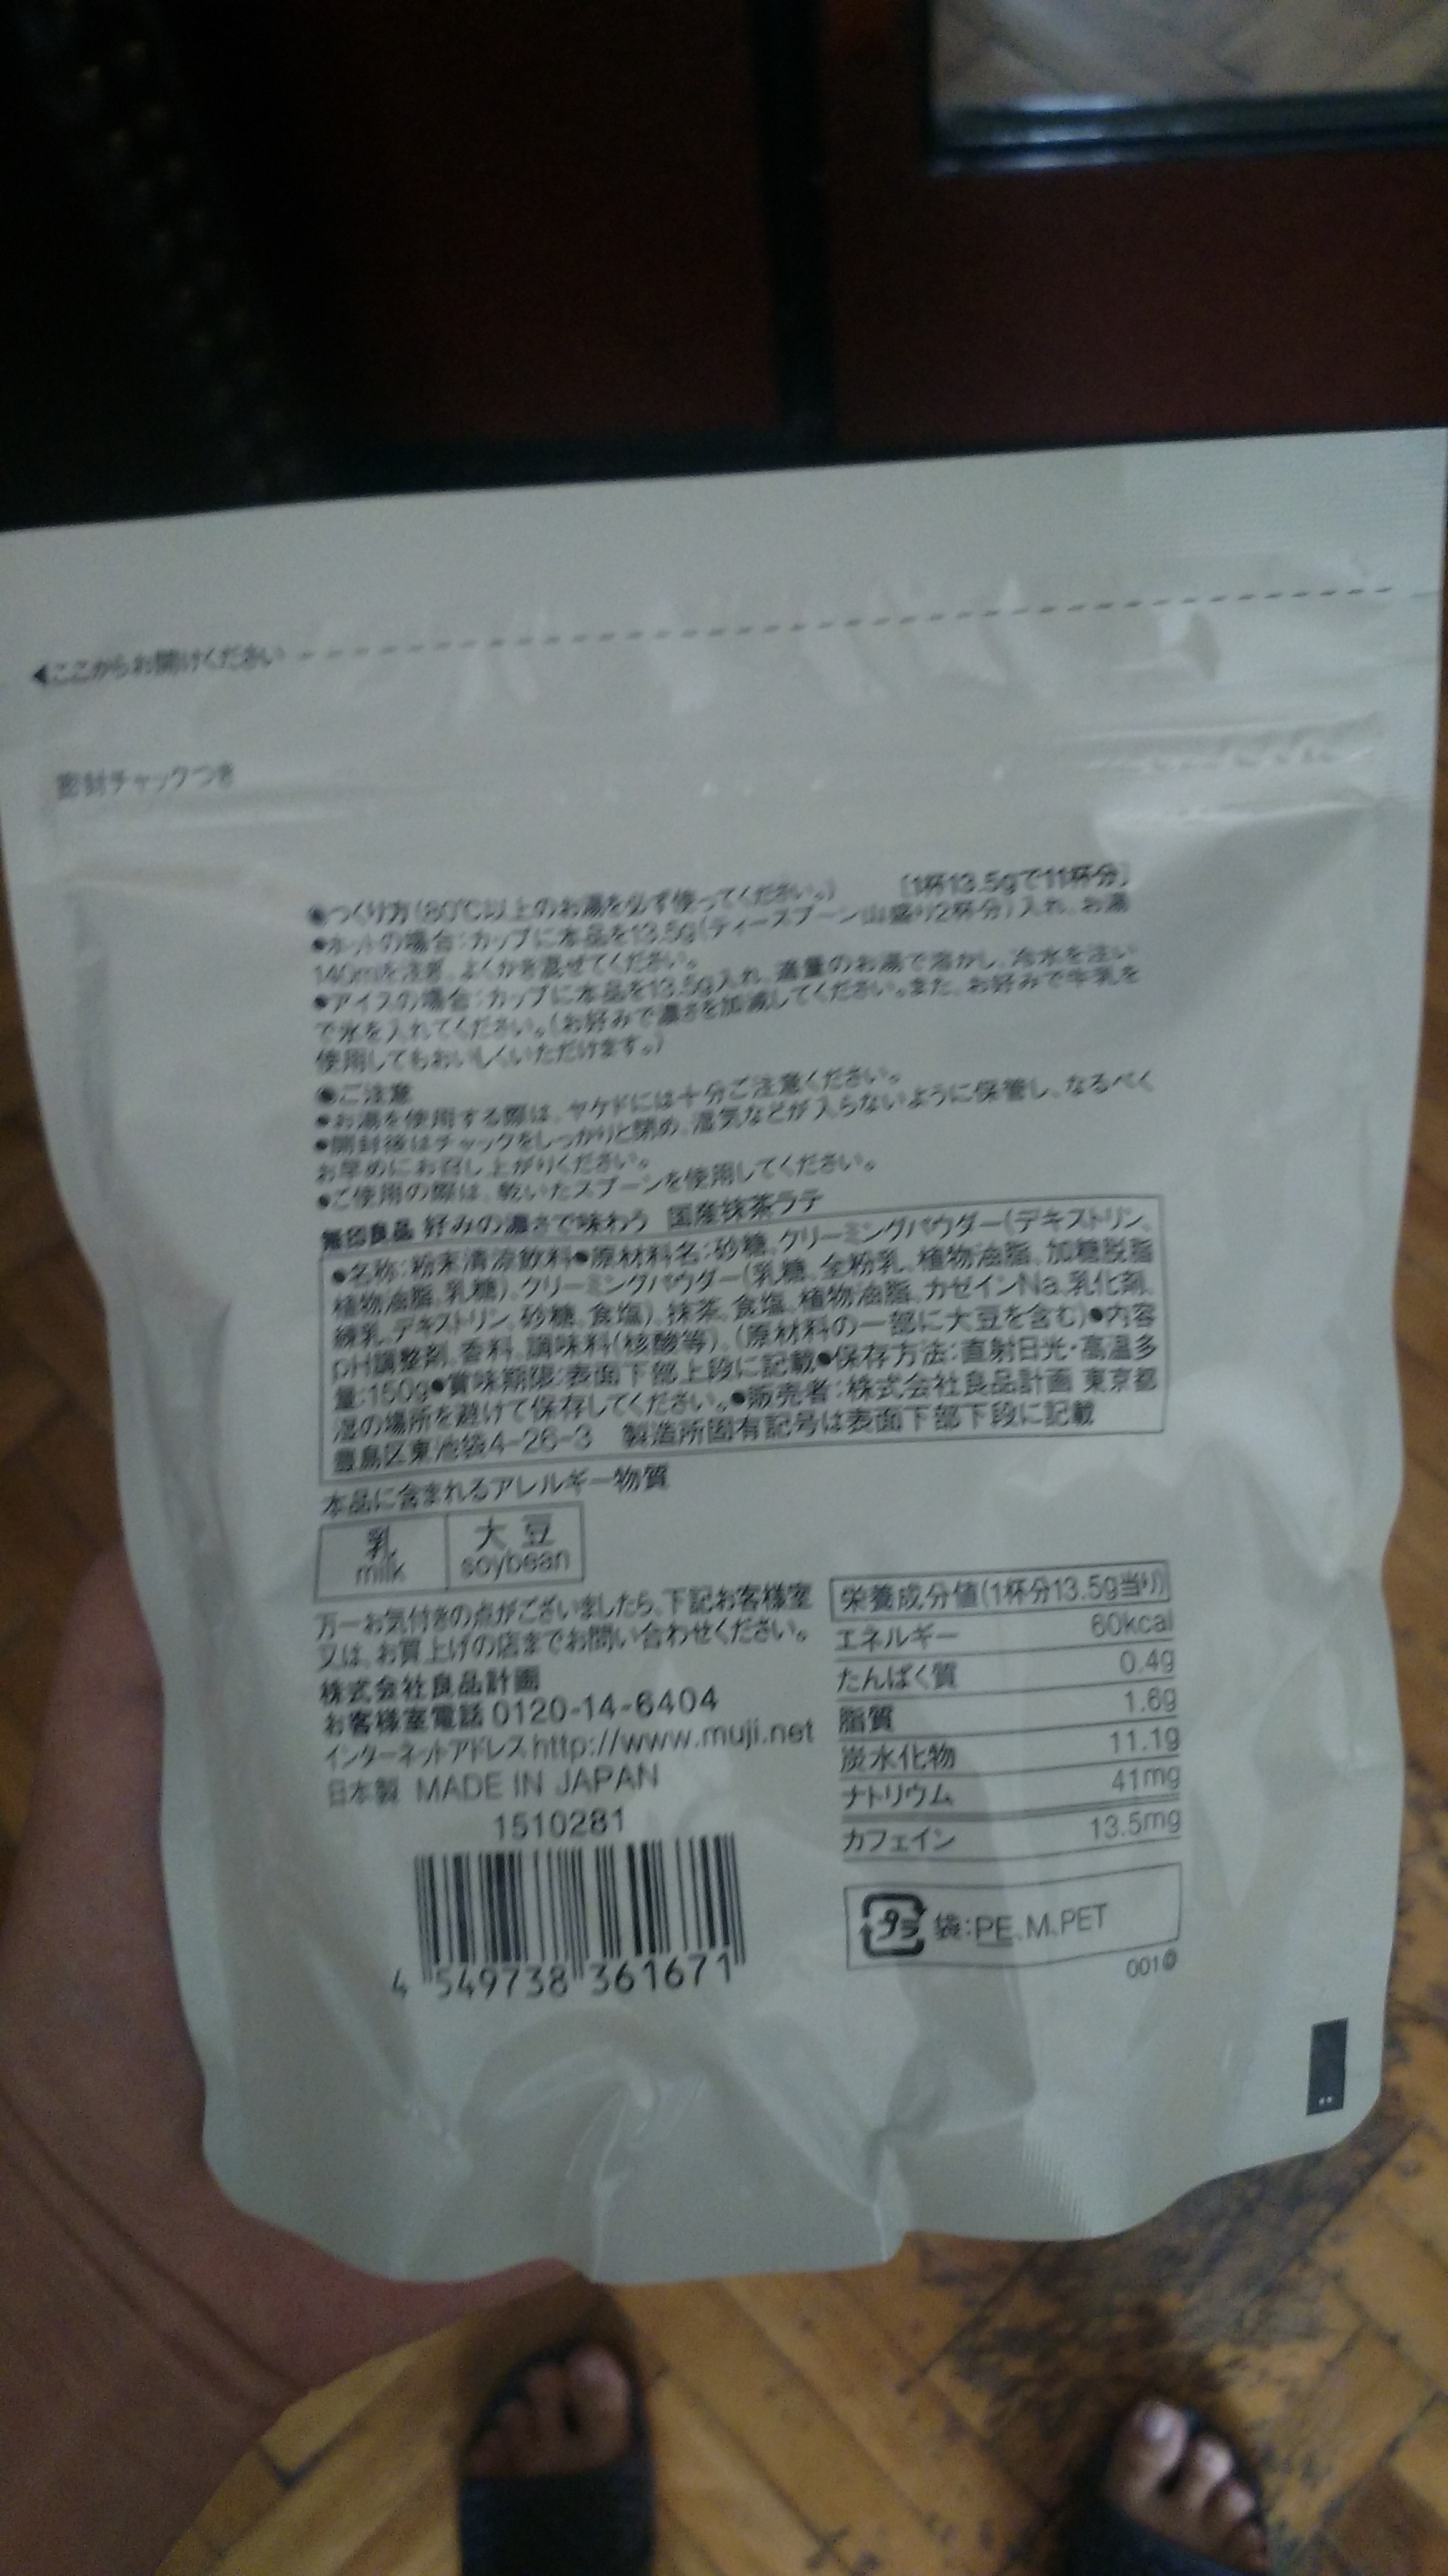 ◀ここからお開けください
密封チャックつき
●つくり方(80℃以上のお湯を必ず使ってください。) [1杯13.5gで11杯分]
●ホットの場合:カップに本品を13.5g(ティースプーン山盛り2杯分)入れ、お湯
140mlを注ぎ、よくかき混ぜてください。
●アイスの場合:カップに本品を13.5g入れ、適量のお湯で溶かし、冷水を注い
で氷を入れてください。(お好みで濃さを加減してください。また、お好みで牛乳を
使用してもおいしくいただけます。)
●ご注意
●お湯を使用する際は、ヤケドには十分ご注意ください。
●開封後はチャックをしっかりと閉め、湿気などが入らないように保管し、なるべく
お早めにお召し上がりください。
●ご使用の際は、乾いたスプーンを使用してください。
無印良品 好みの濃さで味わう 国産抹茶ラテ
●名称:粉末清涼飲料●原材料名:砂糖、クリーミングパウダー(デキストリン、
植物油脂、乳糖)、クリーミングパウダー(乳糖、全粉乳、植物油脂、加糖脱脂
練乳、デキストリン、砂糖、食塩)、抹茶、食塩、植物油脂、カゼインNa、乳化剤、
pH調整剤、香料、調味料(核酸等)、(原材料の一部に大豆を含む)●内容
量:150g●賞味期限:表面下部上段に記載●保存方法:直射日光・高温多
湿の場所を避けて保存してください。●販売者:株式会社良品計画 東京都
豊島区東池袋4-26-3 製造所固有記号は表面下部下段に記載
本品に含まれるアレルギー物質
乳 大豆
milk soybean
万一お気付きの点がございましたら、下記お客様室
又は、お買上げの店までお問い合わせください。
株式会社良品計画
お客様室電話 0120-14-6404
インターネットアドレス http://www.muji.net
日本製 MADE IN JAPAN
1510281
4 549738 361671
栄養成分値(1杯分13.5g当り)
エネルギー 60kcal
たんぱく質 0.4g
脂質 1.6g
炭水化物 11.1g
ナトリウム 41mg
カフェイン 13.5mg
プラ 袋:PE、M、PET
001@